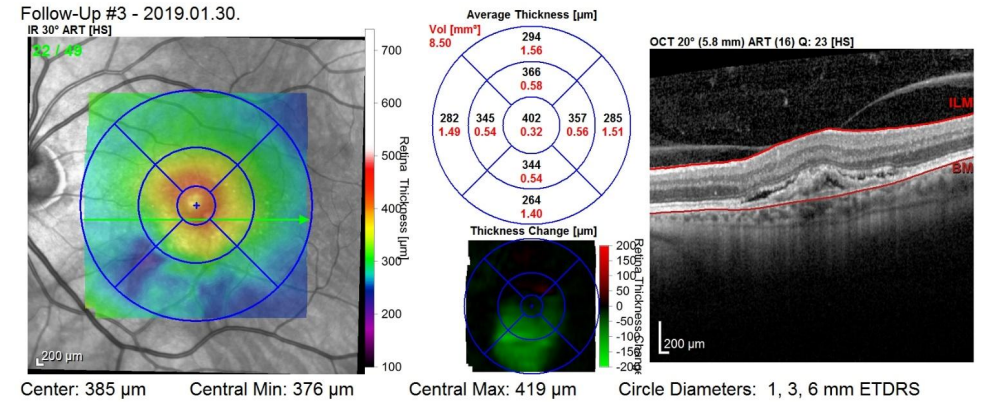 Follow-Up #3 - 2019.01.30.
IR 30° ART [HS]
22 / 49
700
600
500
400
300
200
100
Retina Thickness [µm]
200 µm
Average Thickness [µm]
Vol [mm³]
8.50
294
1.56
366
0.58
282
1.49
345
0.54
402
0.32
357
0.56
285
1.51
344
0.54
264
1.40
Thickness Change [µm]
200
150
100
50
0
-50
-100
-150
-200
Retina Thickness Change
OCT 20° (5.8 mm) ART (16) Q: 23 [HS]
ILM
BM
200 µm
Center: 385 µm Central Min: 376 µm Central Max: 419 µm Circle Diameters: 1, 3, 6 mm ETDRS